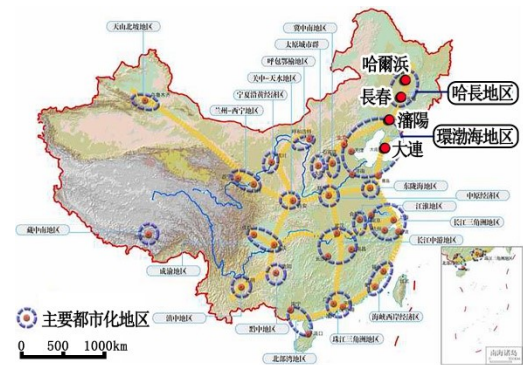 天山北坡地区
冀中南地区
太原城市群
呼包鄂榆地区
关中-天水地区
宁夏沿黄经济区
兰州-西宁地区
哈爾浜
長春
哈長地区
瀋陽
環渤海地区
大連
东陇海地区
中原经济区
江淮地区
长江三角洲地区
长江中游地区
藏中南地区
成渝地区
滇中地区
黔中地区
北部湾地区
珠江三角洲地区
海峡西岸经济区
主要都市化地区
0 500 1000km
南海诸岛